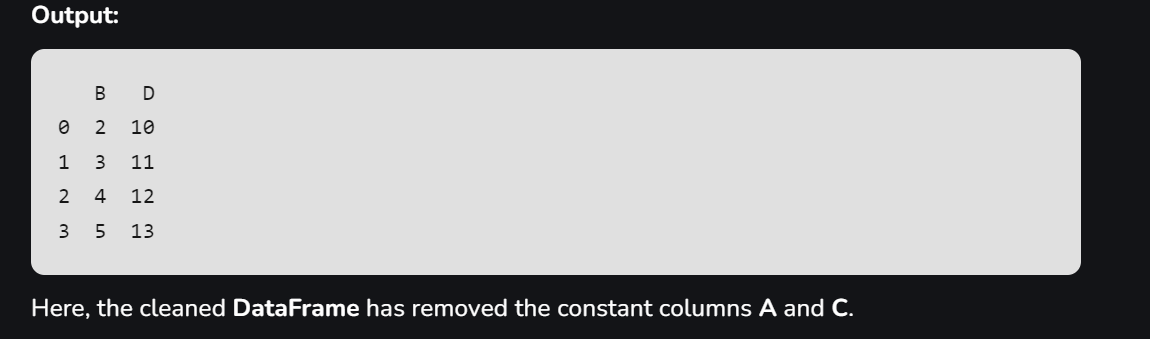 Output:
   B   D
0  2  10
1  3  11
2  4  12
3  5  13
Here, the cleaned DataFrame has removed the constant columns A and C.